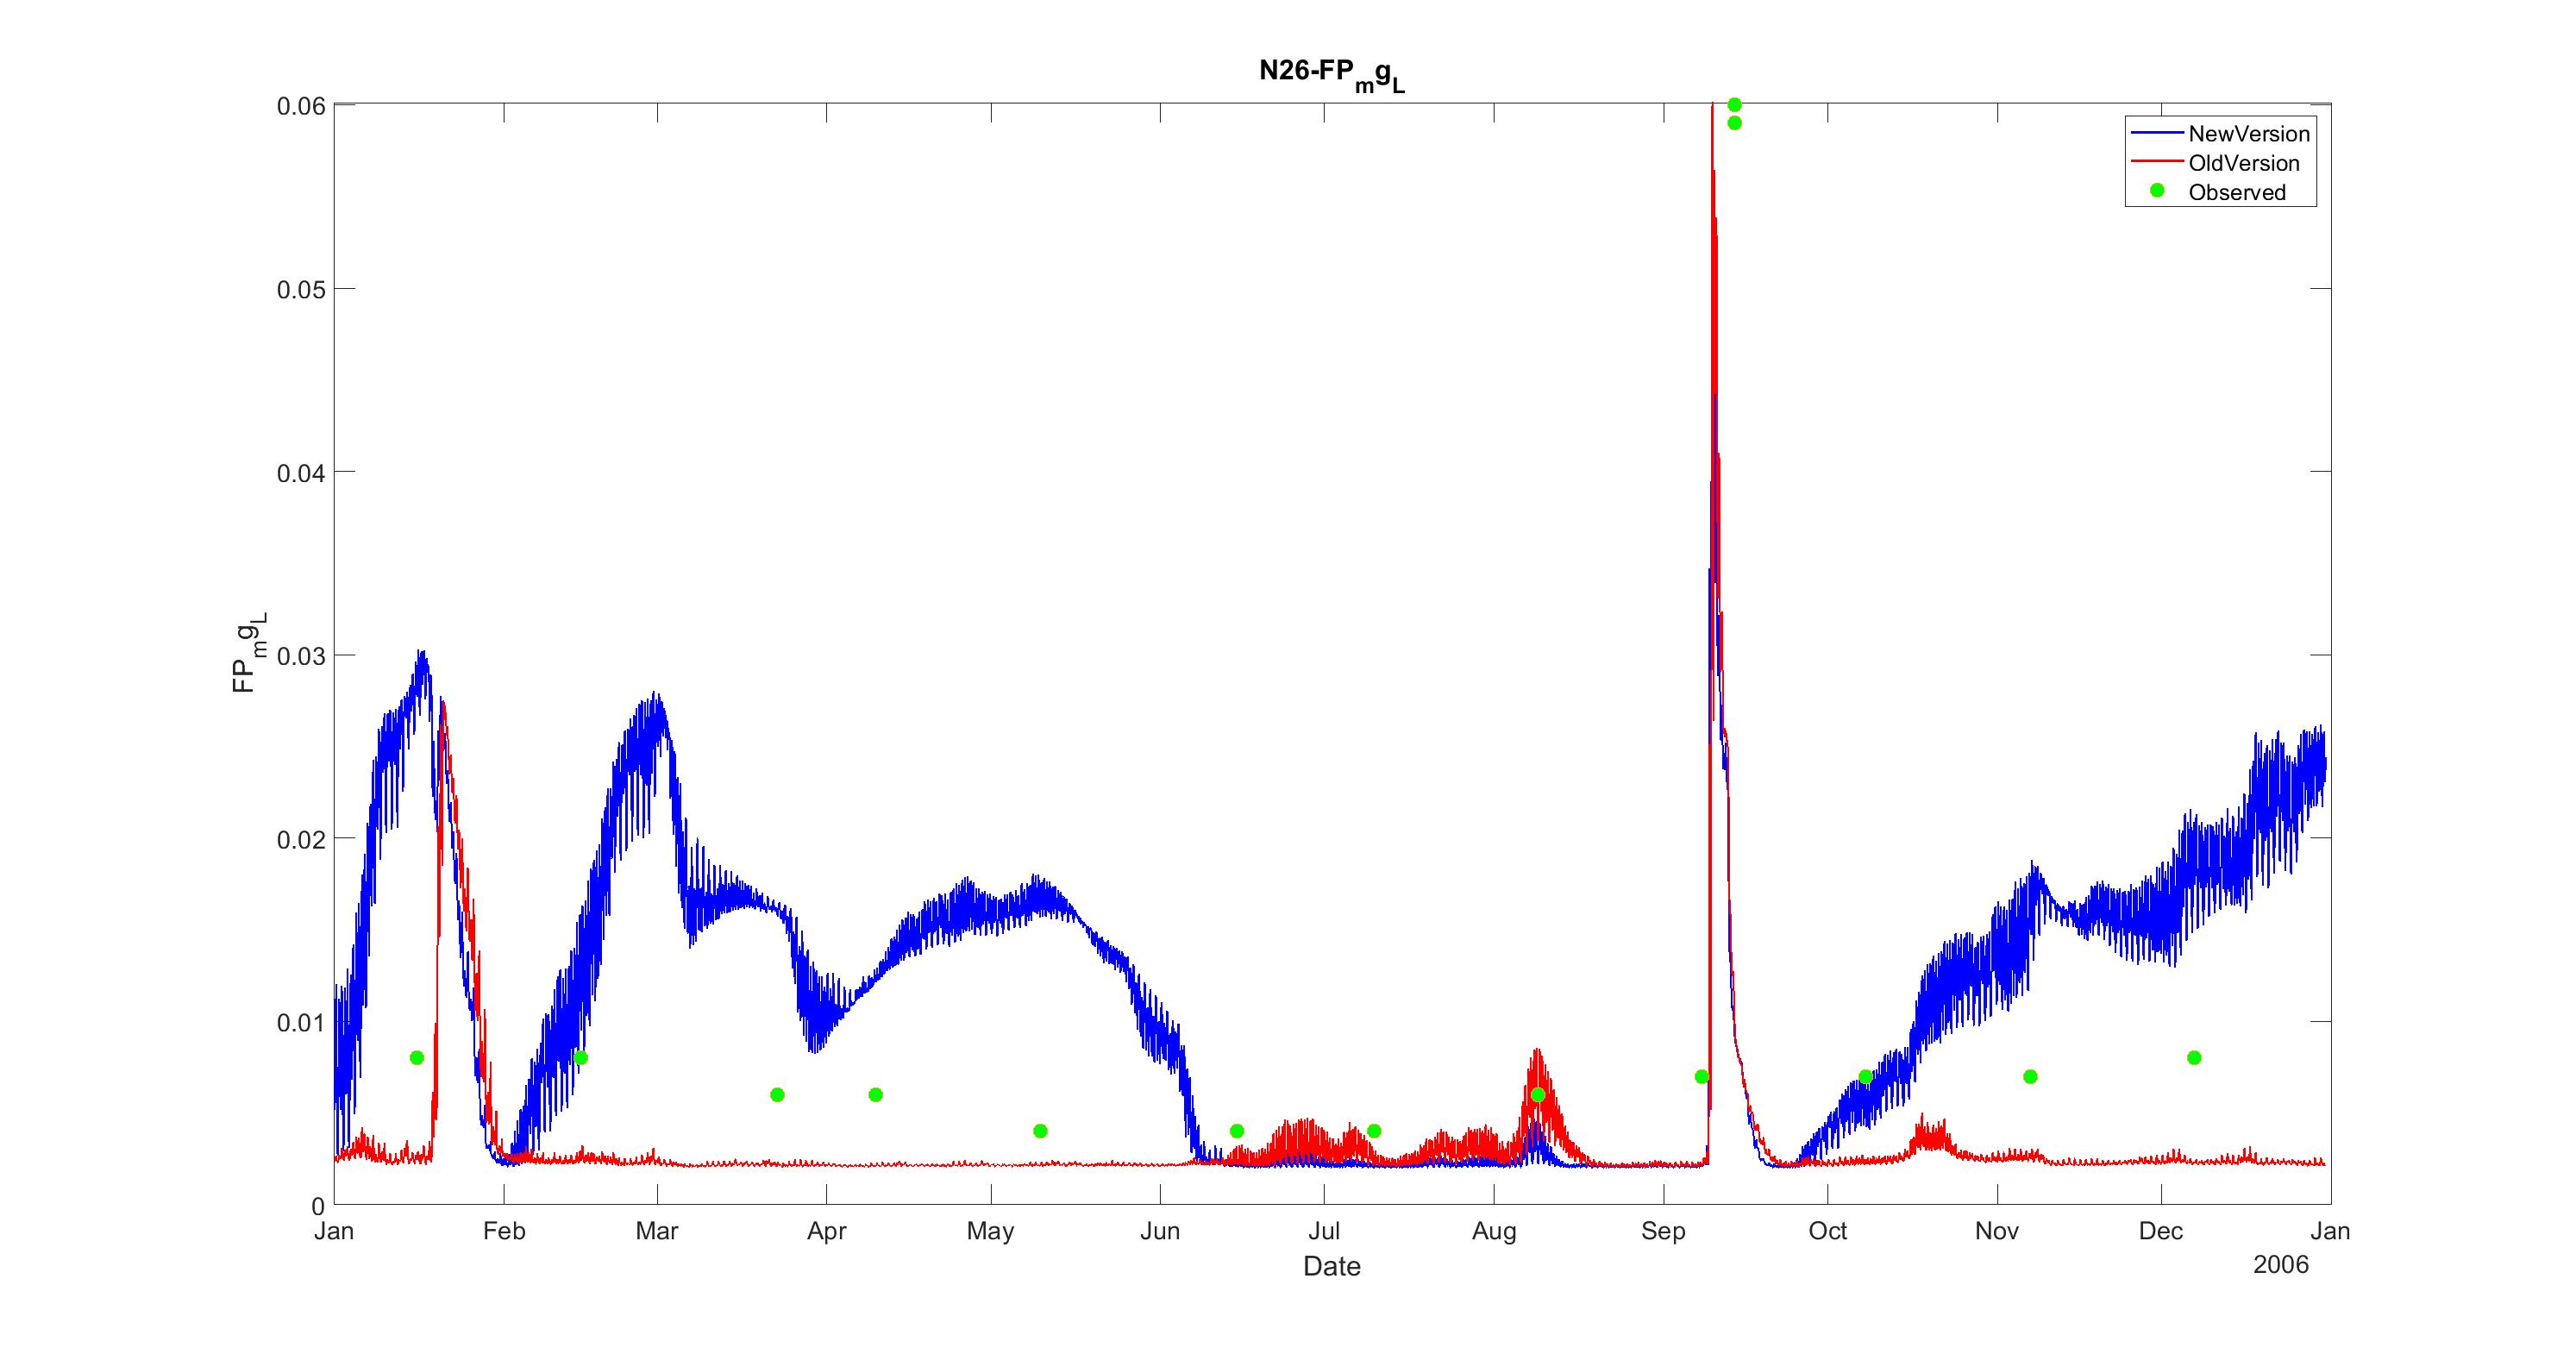 N26-FPmgL
0.06
0.05
0.04
0.03
0.02
0.01
0
FPmgL
NewVersion
OldVersion
Observed
Jan Feb Mar Apr May Jun Jul Aug Sep Oct Nov Dec Jan
Date
2006